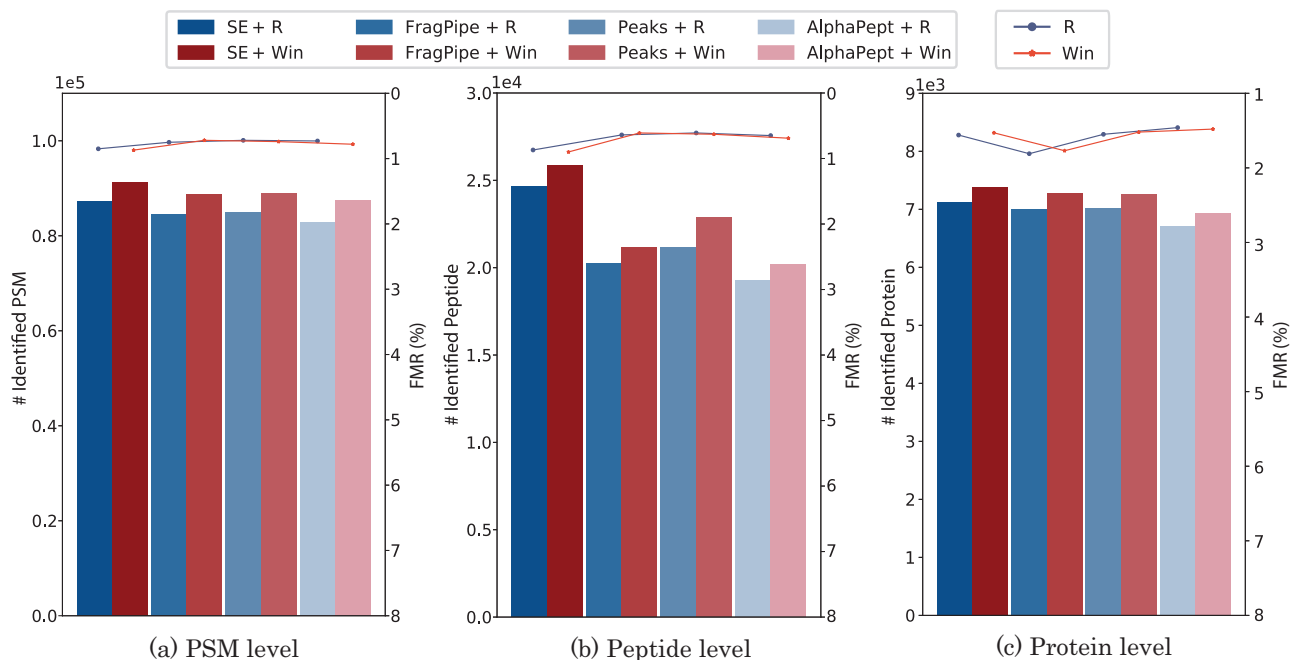 SE + R
FragPipe + R
Peaks + R
AlphaPept + R
R
SE + Win
FragPipe + Win
Peaks + Win
AlphaPept + Win
Win
1e5
# Identified PSM
1.0
0.8
0.6
0.4
0.2
0.0
0
1
2
3
4
5
6
7
8
FMR (%)
(a) PSM level
1e4
# Identified Peptide
3.0
2.5
2.0
1.5
1.0
0.5
0.0
0
1
2
3
4
5
6
7
8
FMR (%)
(b) Peptide level
1e3
# Identified Protein
9
8
7
6
5
4
3
2
1
0
1
2
3
4
5
6
7
8
FMR (%)
(c) Protein level